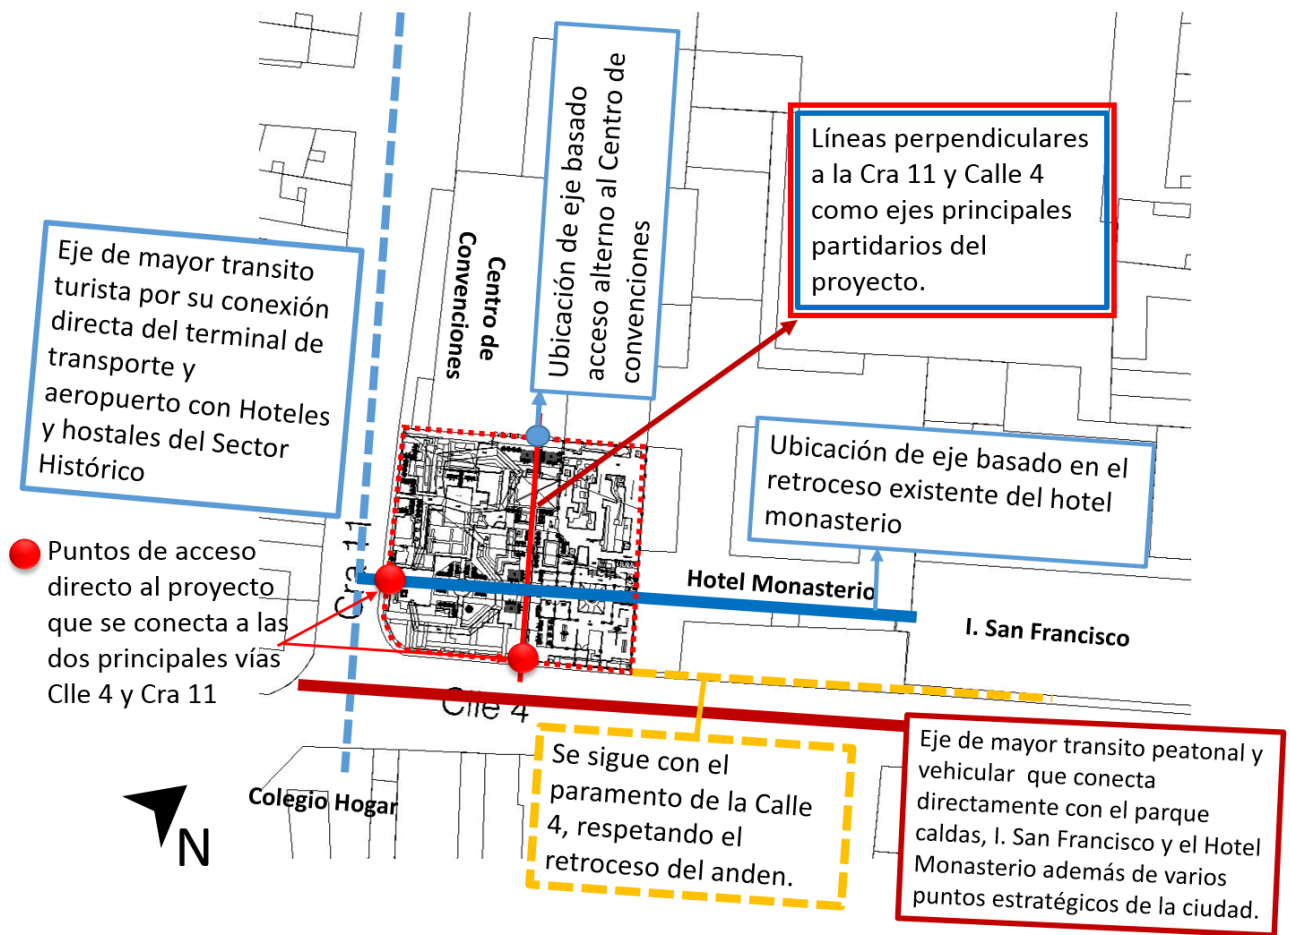 Ubicación de eje basado
acceso alterno al Centro de
convenciones
Líneas perpendiculares
a la Cra 11 y Calle 4
como ejes principales
partidarios del
proyecto.
Eje de mayor transito
turista por su conexión
directa del terminal de
transporte y
aeropuerto con Hoteles
y hostales del Sector
Histórico
Centro de
Convenciones
Ubicación de eje basado en el
retroceso existente del hotel
monasterio
Puntos de acceso
directo al proyecto
que se conecta a las
dos principales vías
Clle 4 y Cra 11
Cra 11
Hotel Monasterio
I. San Francisco
Clle 4
Se sigue con el
paramento de la Calle
4, respetando el
retroceso del anden.
Eje de mayor transito peatonal y
vehicular que conecta
directamente con el parque
caldas, I. San Francisco y el Hotel
Monasterio además de varios
puntos estratégicos de la ciudad.
Colegio Hogar
N